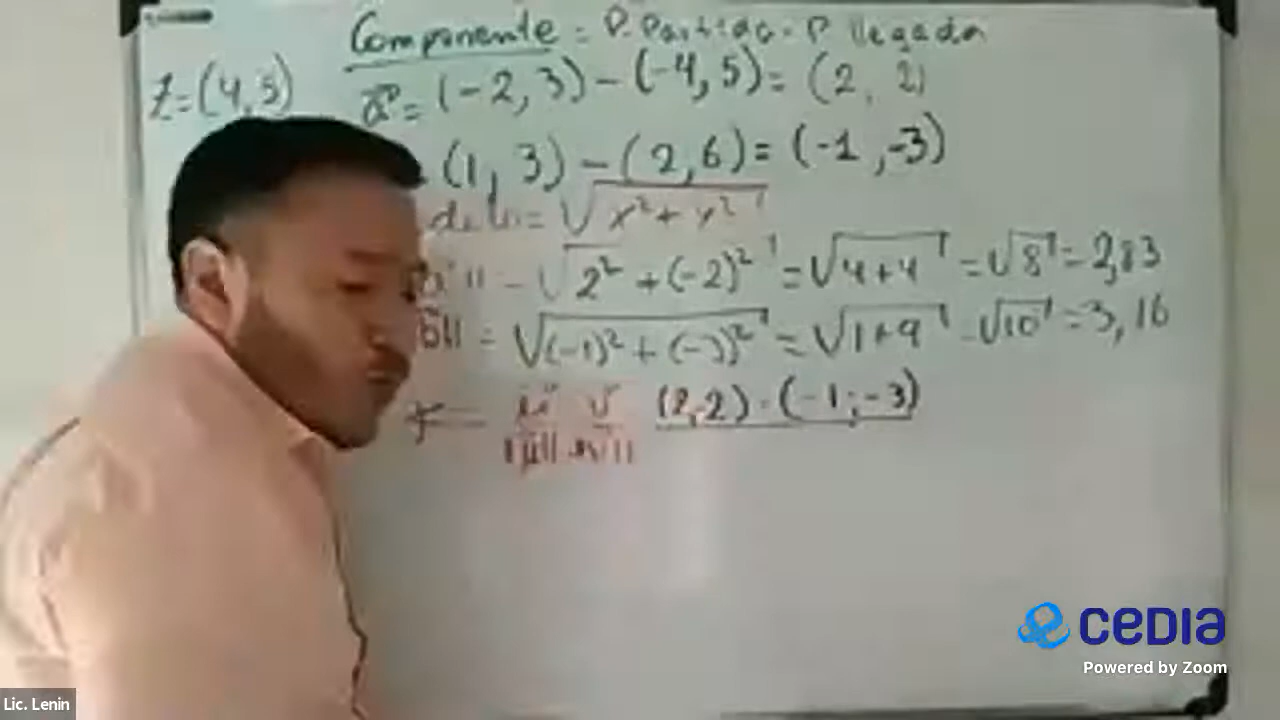 Componente = P. Partida - P llegada
Z=(4,5)
a = (-2,3) - (-4,5) = (2, 2)
(1, 3) - (2,6) = (-1,-3)
= √x²+y²
= √2² + (-2)² = √4+4 = √8 = 2,83
= √(-1)² + (-3)² = √1+9 = √10 = 3,16
(2,-2) · (-1;-3)
cedia
Powered by Zoom
Lic. Lenin